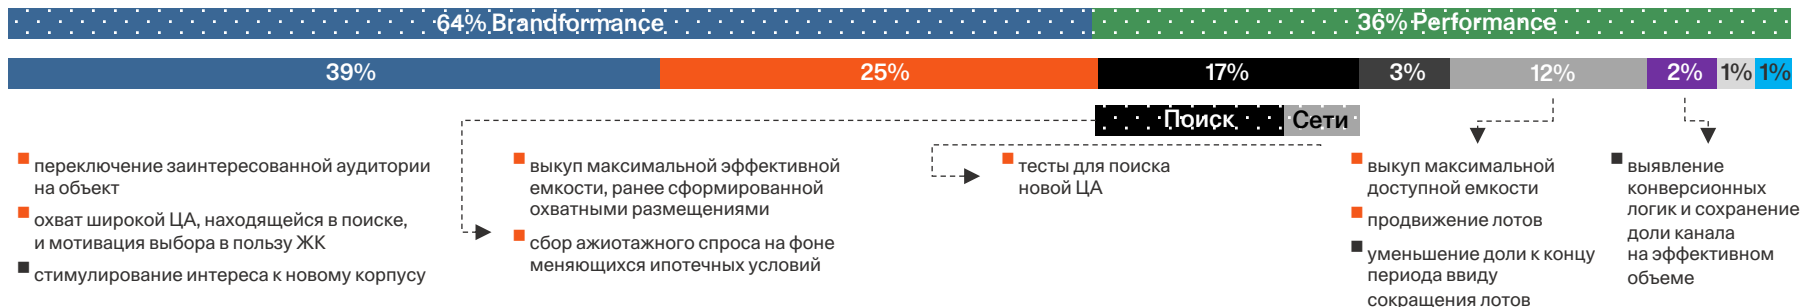 64% Brandformance
36% Performance
39%
25%
17%
3%
12%
2%
1%
1%
Поиск
Сети
переключение заинтересованной аудитории
на объект
охват широкой ЦА, находящейся в поиске,
и мотивация выбора в пользу ЖК
стимулирование интереса к новому корпусу
выкуп максимальной эффективной
емкости, ранее сформированной
охватными размещениями
сбор ажиотажного спроса на фоне
меняющихся ипотечных условий
тесты для поиска
новой ЦА
выкуп максимальной
доступной емкости
продвижение лотов
уменьшение доли к концу
периода ввиду
сокращения лотов
выявление
конверсионных
логик и сохранение
доли канала
на эффективном
объеме